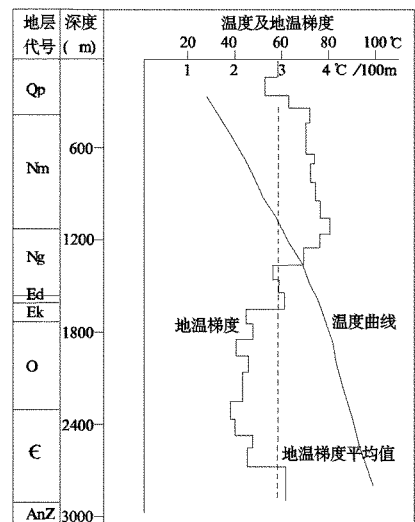 地层 深度 温度及地温梯度
代号 (m) 20 40 60 80 100 ℃
1 2 3 4℃/100m
Qp
600
Nm
1200
Ng
Ed
Ek
地温梯度 温度曲线
1800
O
2400
地温梯度平均值
Є
AnZ 3000